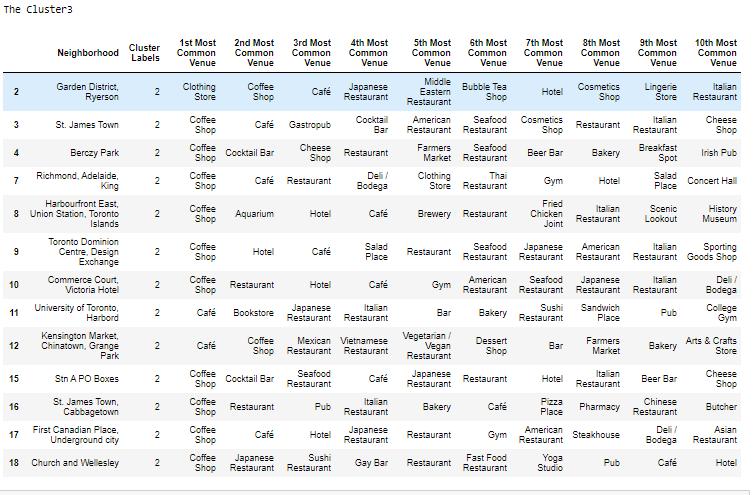 The Cluster3
Neighborhood Cluster Labels 1st Most Common Venue 2nd Most Common Venue 3rd Most Common Venue 4th Most Common Venue 5th Most Common Venue 6th Most Common Venue 7th Most Common Venue 8th Most Common Venue 9th Most Common Venue 10th Most Common Venue
2 Garden District, Ryerson 2 Clothing Store Coffee Shop Café Japanese Restaurant Middle Eastern Restaurant Bubble Tea Shop Hotel Cosmetics Shop Lingerie Store Italian Restaurant
3 St. James Town 2 Coffee Shop Café Gastropub Cocktail Bar American Restaurant Seafood Restaurant Cosmetics Shop Restaurant Italian Restaurant Cheese Shop
4 Berczy Park 2 Coffee Shop Cocktail Bar Cheese Shop Restaurant Farmers Market Seafood Restaurant Beer Bar Bakery Breakfast Spot Irish Pub
7 Richmond, Adelaide, King 2 Coffee Shop Café Restaurant Deli / Bodega Clothing Store Thai Restaurant Gym Hotel Salad Place Concert Hall
8 Harbourfront East, Union Station, Toronto Islands 2 Coffee Shop Aquarium Hotel Café Brewery Restaurant Fried Chicken Joint Italian Restaurant Scenic Lookout History Museum
9 Toronto Dominion Centre, Design Exchange 2 Coffee Shop Hotel Café Salad Place Restaurant Seafood Restaurant Japanese Restaurant American Restaurant Italian Restaurant Sporting Goods Shop
10 Commerce Court, Victoria Hotel 2 Coffee Shop Restaurant Hotel Café Gym American Restaurant Seafood Restaurant Japanese Restaurant Italian Restaurant Deli / Bodega
11 University of Toronto, Harbord 2 Café Bookstore Japanese Restaurant Italian Restaurant Bar Bakery Sushi Restaurant Sandwich Place Pub College Gym
12 Kensington Market, Chinatown, Grange Park 2 Café Coffee Shop Mexican Restaurant Vietnamese Restaurant Vegetarian / Vegan Restaurant Dessert Shop Bar Farmers Market Bakery Arts & Crafts Store
15 Stn A PO Boxes 2 Coffee Shop Cocktail Bar Seafood Restaurant Café Japanese Restaurant Restaurant Hotel Italian Restaurant Beer Bar Cheese Shop
16 St. James Town, Cabbagetown 2 Coffee Shop Restaurant Pub Italian Restaurant Bakery Café Pizza Place Pharmacy Chinese Restaurant Butcher
17 First Canadian Place, Underground city 2 Coffee Shop Café Hotel Japanese Restaurant Restaurant Gym American Restaurant Steakhouse Deli / Bodega Asian Restaurant
18 Church and Wellesley 2 Coffee Shop Japanese Restaurant Sushi Restaurant Gay Bar Restaurant Fast Food Restaurant Yoga Studio Pub Café Hotel